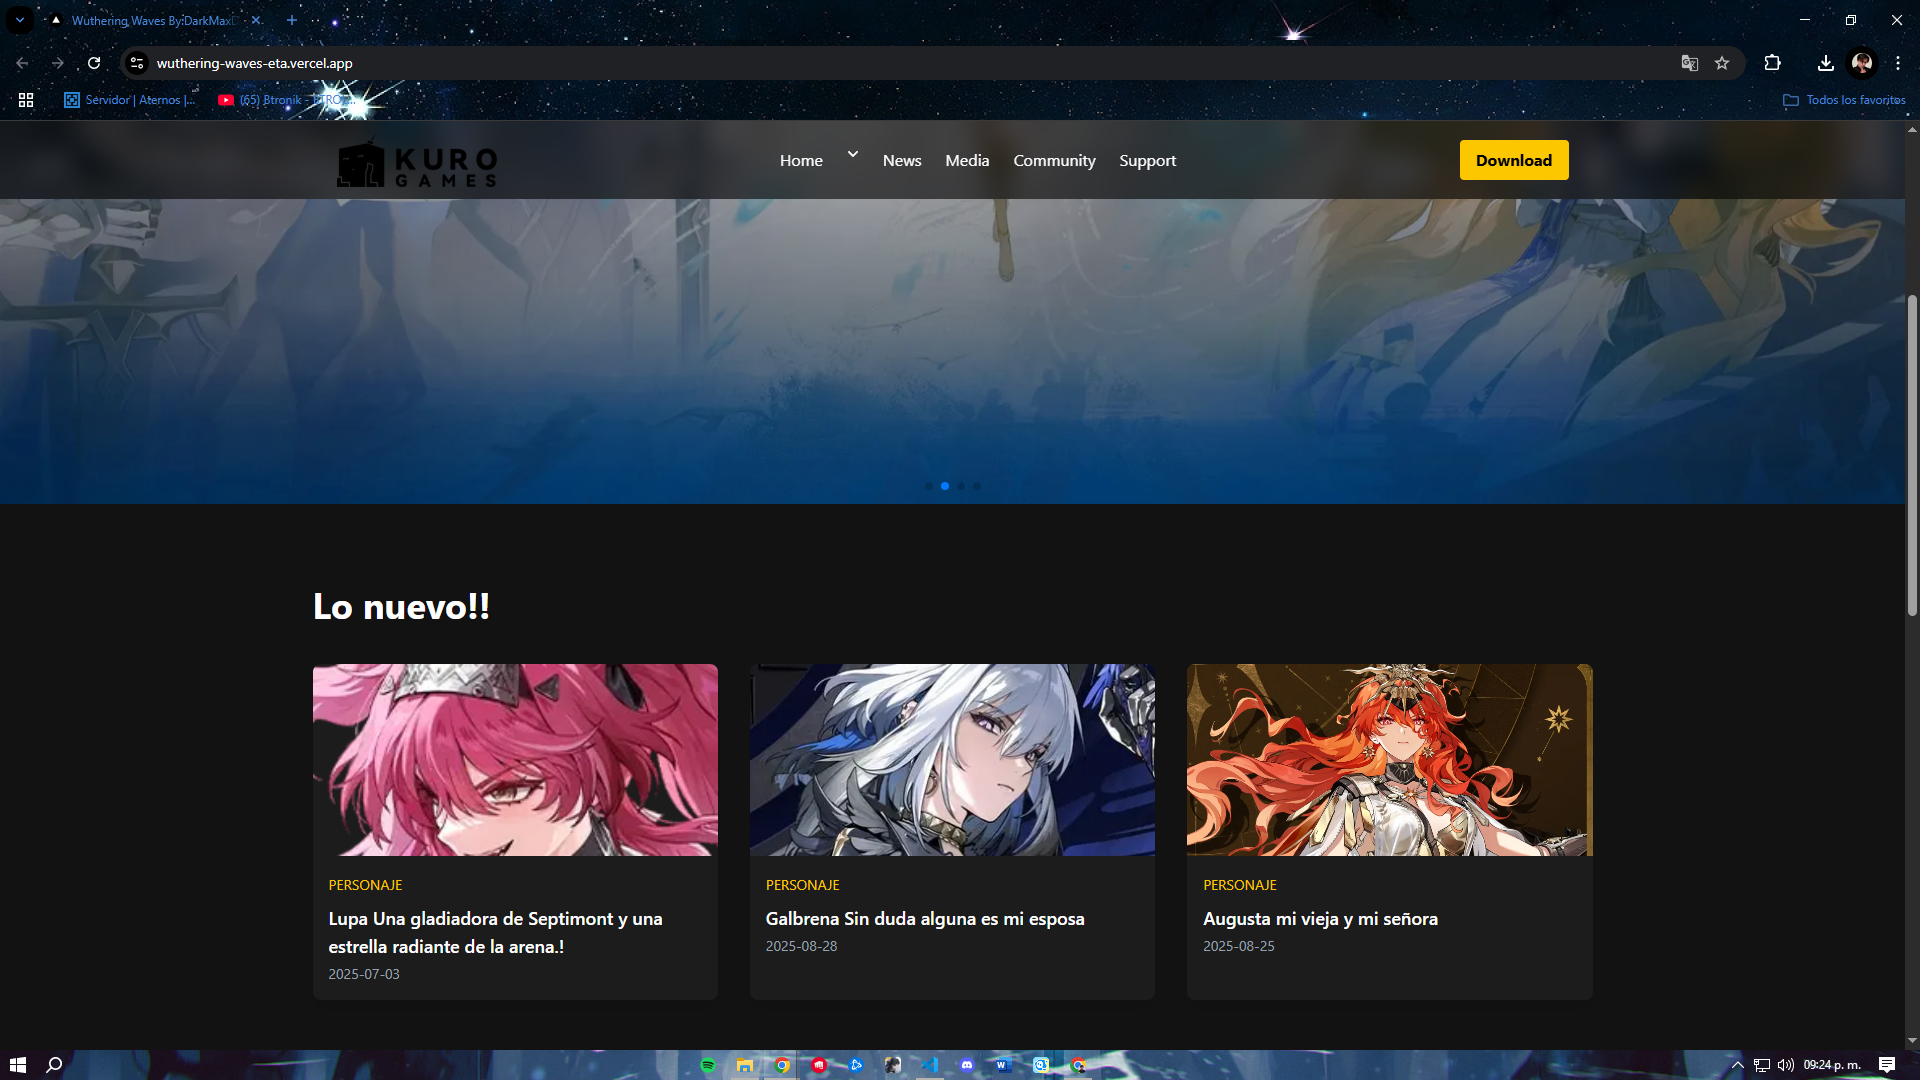 Wuthering Waves By:DarkMax
wuthering-waves-eta.vercel.app
Servidor | Aternos |...
(65) Btronik -
Todos los favoritos
KURO
GAMES
Home
News
Media
Community
Support
Download
Lo nuevo!!
PERSONAJE
Lupa Una gladiadora de Septimont y una
estrella radiante de la arena.!
2025-07-03
PERSONAJE
Galbrena Sin duda alguna es mi esposa
2025-08-28
PERSONAJE
Augusta mi vieja y mi señora
2025-08-25
09:24 p. m.